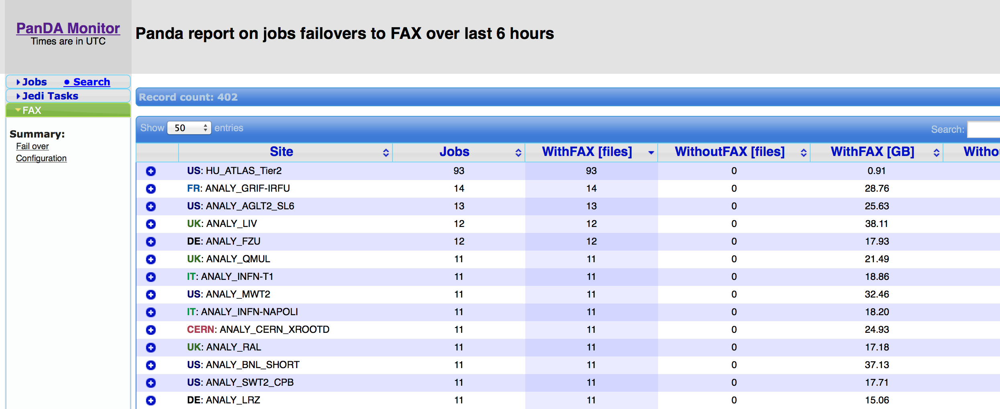 PanDA Monitor
Times are in UTC
Panda report on jobs failovers to FAX over last 6 hours
Jobs • Search
Jedi Tasks
FAX
Summary:
Fail over
Configuration
Record count: 402
Show 50 entries Search:
Site Jobs WithFAX [files] WithoutFAX [files] WithFAX [GB] Witho
US: HU_ATLAS_Tier2 93 93 0 0.91
FR: ANALY_GRIF-IRFU 14 14 0 28.76
US: ANALY_AGLT2_SL6 13 13 0 25.63
UK: ANALY_LIV 12 12 0 38.11
DE: ANALY_FZU 12 12 0 17.93
UK: ANALY_QMUL 11 11 0 21.49
IT: ANALY_INFN-T1 11 11 0 18.86
US: ANALY_MWT2 11 11 0 32.46
IT: ANALY_INFN-NAPOLI 11 11 0 18.20
CERN: ANALY_CERN_XROOTD 11 11 0 24.93
UK: ANALY_RAL 11 11 0 17.18
US: ANALY_BNL_SHORT 11 11 0 37.13
US: ANALY_SWT2_CPB 11 11 0 17.71
DE: ANALY_LRZ 11 11 0 15.06